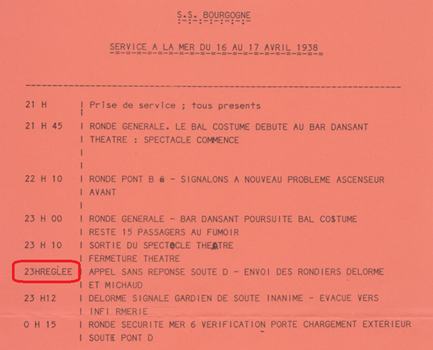 S.S. BOURGOGNE
SERVICE A LA MER DU 16 AU 17 AVRIL 1938
21 H Prise de service ; tous presents
21 H 45 RONDE GENERALE. LE BAL COSTUME DEBUTE AU BAR DANSANT
THEATRE : SPECTACLE COMMENCE
22 H 10 RONDE PONT B - SIGNALONS A NOUVEAU PROBLEME ASCENSEUR
AVANT
23 H 00 RONDE GENERALE - BAR DANSANT POURSUITE BAL COSTUME
RESTE 15 PASSAGERS AU FUMOIR
23 H 10 SORTIE DU SPECTACLE THEATRE
FERMETURE THEATRE
23HREGLEE APPEL SANS REPONSE SOUTE D - ENVOI DES RONDIERS DELORME
ET MICHAUD
23 H12 DELORME SIGNALE GARDIEN DE SOUTE INANIME - EVACUE VERS
INFIRMERIE
0 H 15 RONDE SECURITE MER 6 VERIFICATION PORTE CHARGEMENT EXTERIEUR
SOUTE PONT D